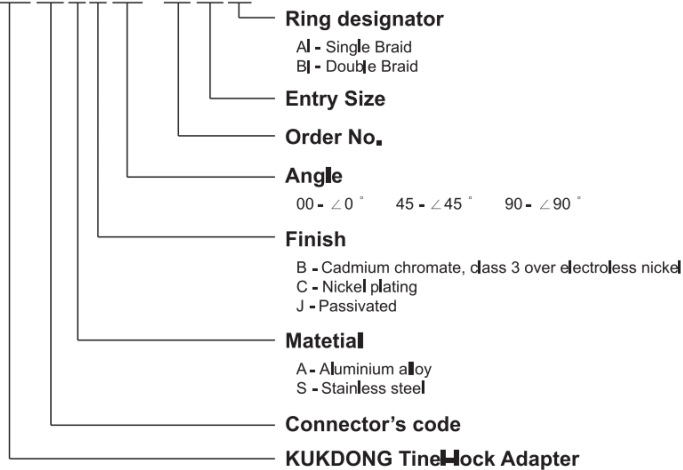 Ring designator
A - Single Braid
B - Double Braid
Entry Size
Order No.
Angle
00 - ∠0° 45 - ∠45° 90 - ∠90°
Finish
B - Cadmium chromate, class 3 over electroless nickel
C - Nickel plating
J - Passivated
Matetial
A - Aluminium alloy
S - Stainless steel
Connector's code
KUKDONG Tine-lock Adapter